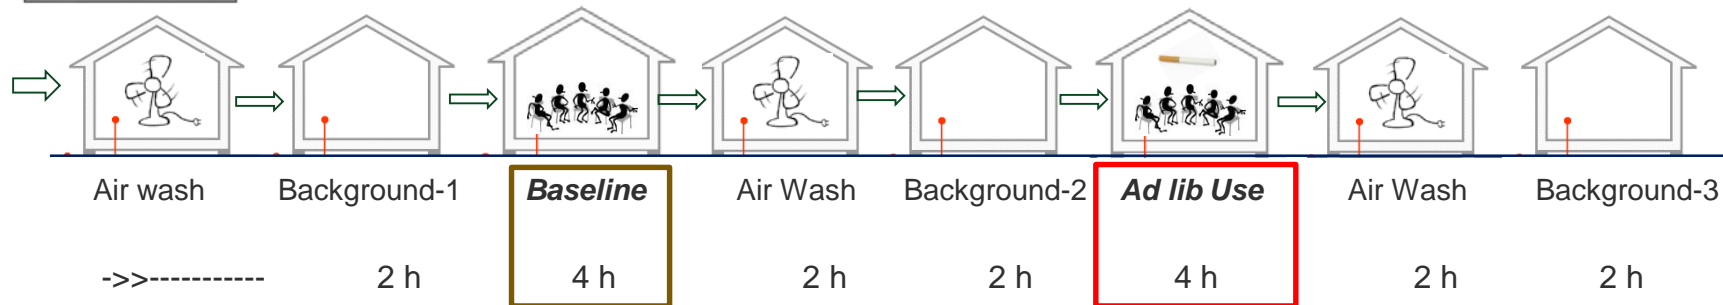 Air wash Background-1 Baseline Air Wash Background-2 Ad lib Use Air Wash Background-3
->>----------- 2 h 4 h 2 h 2 h 4 h 2 h 2 h